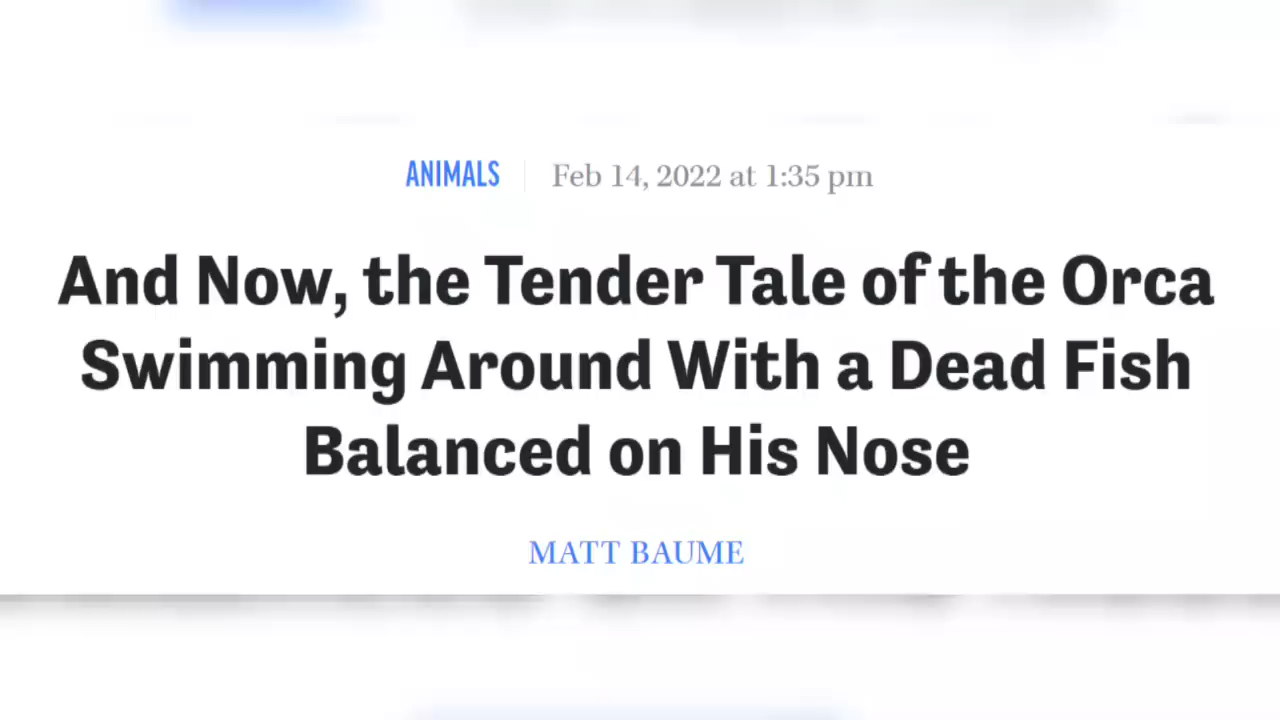 ANIMALS Feb 14, 2022 at 1:35 pm
And Now, the Tender Tale of the Orca
Swimming Around With a Dead Fish
Balanced on His Nose
MATT BAUME